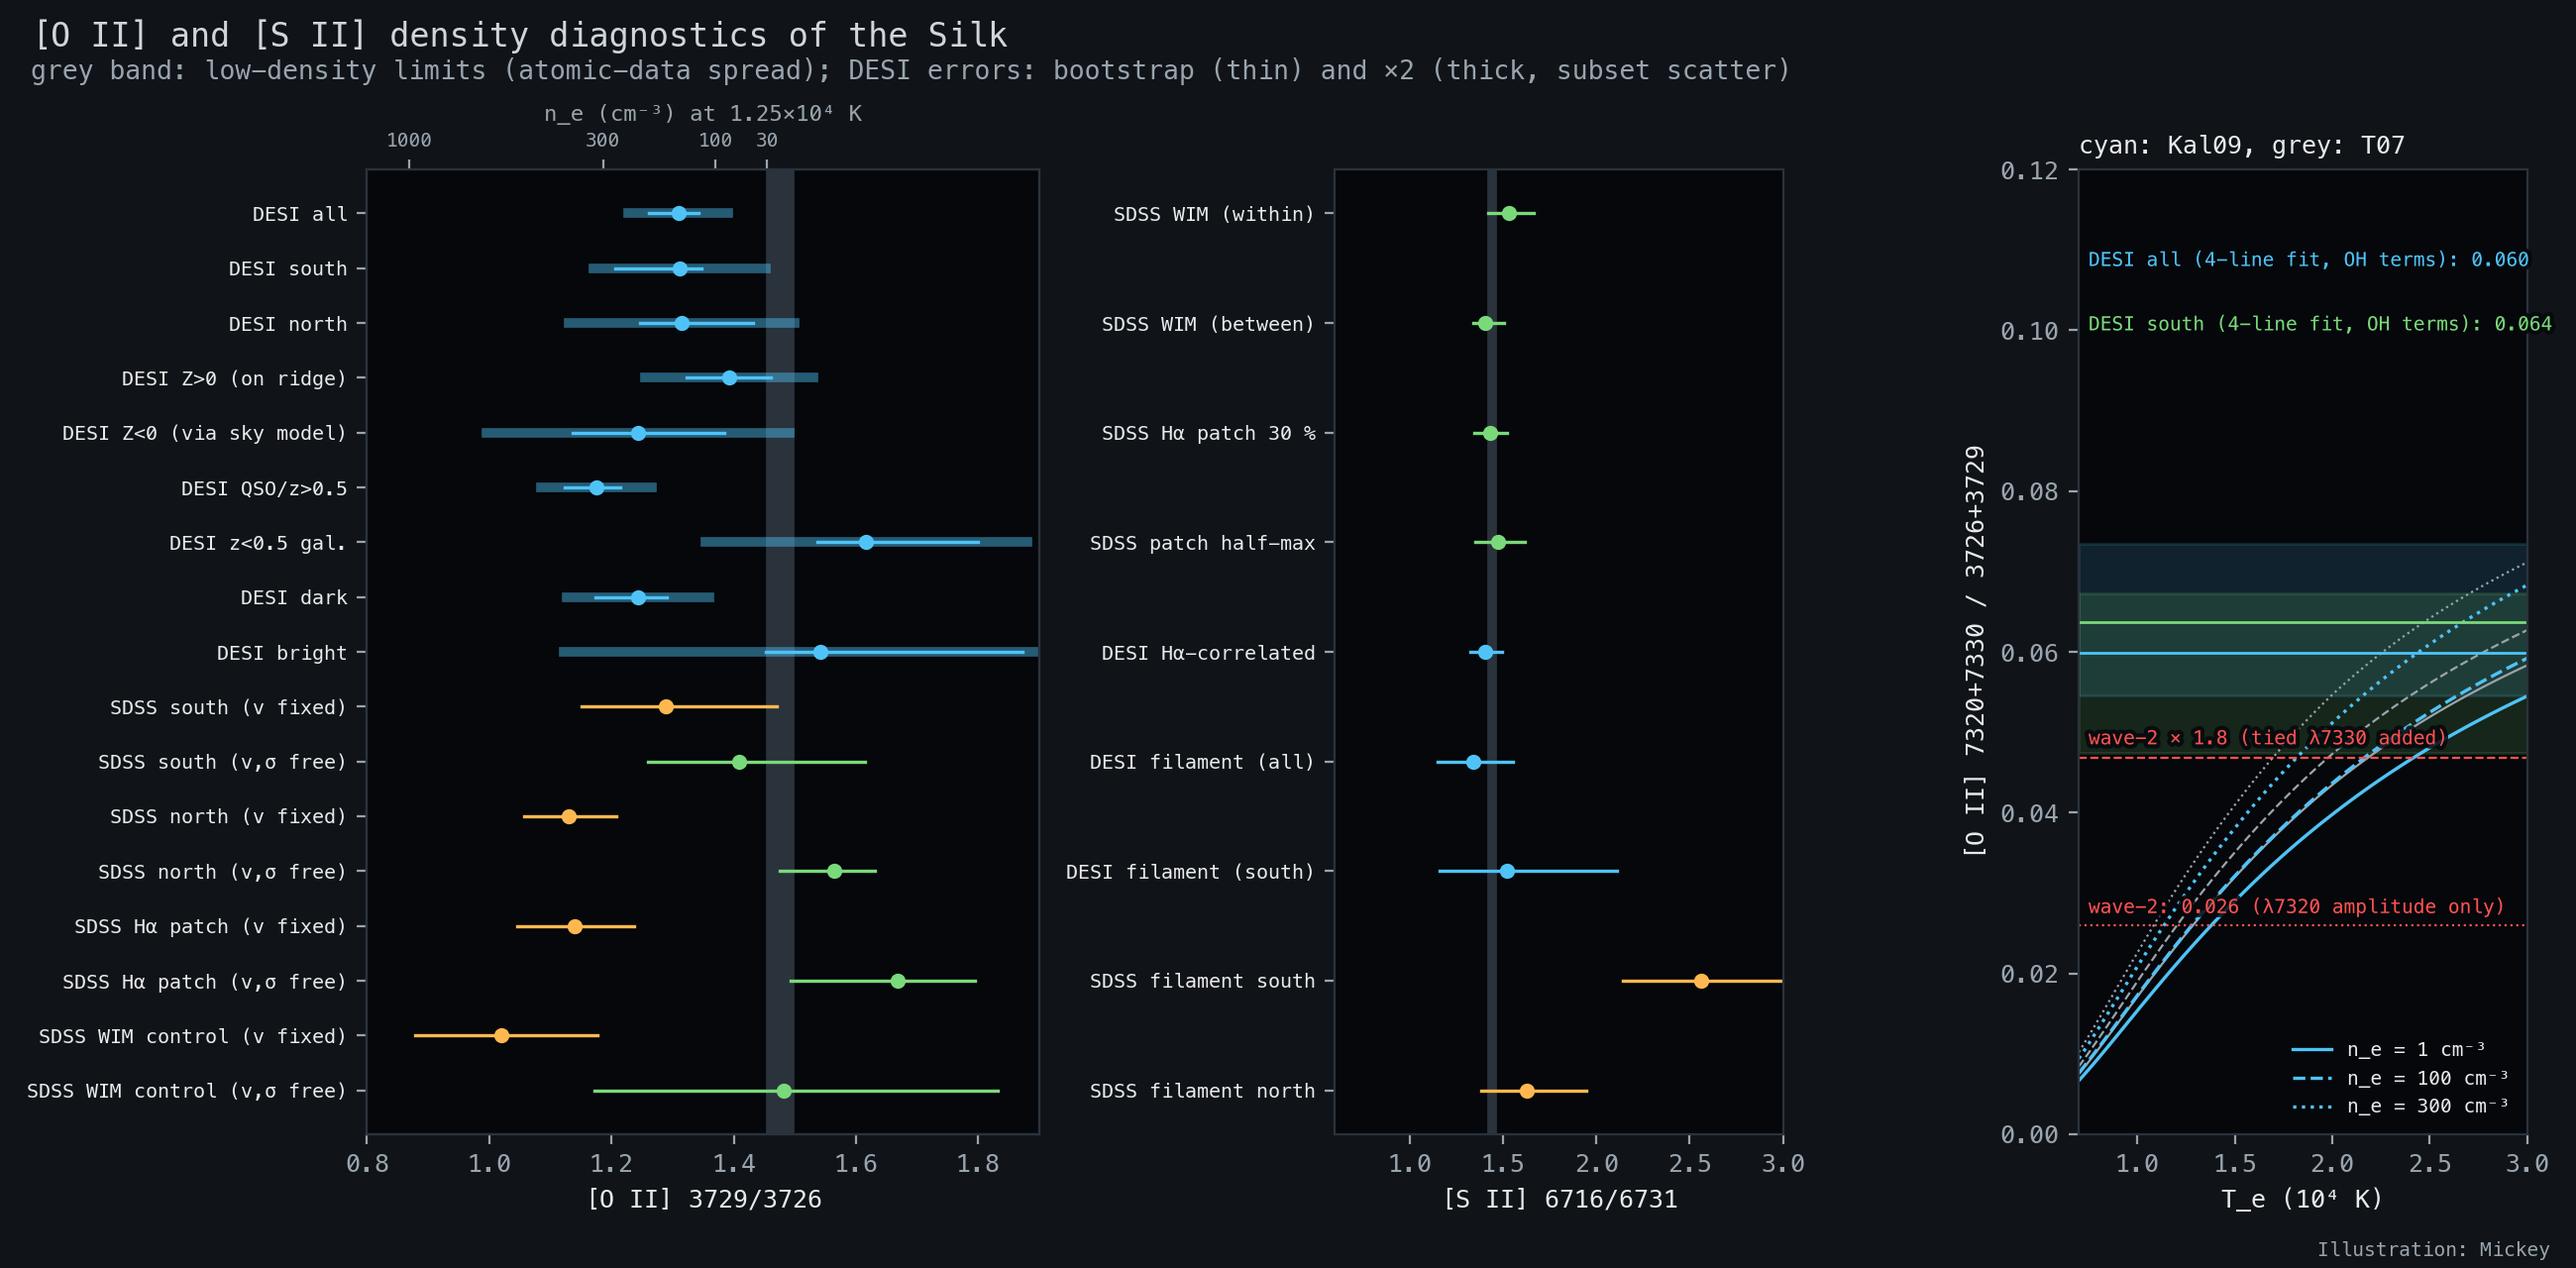 [O II] and [S II] density diagnostics of the Silk
grey band: low−density limits (atomic−data spread); DESI errors: bootstrap (thin) and ×2 (thick, subset scatter)
n_e (cm⁻³) at 1.25×10⁴ K
1000 300 100 30
DESI all
DESI south
DESI north
DESI Z>0 (on ridge)
DESI Z<0 (via sky model)
DESI QSO/z>0.5
DESI z<0.5 gal.
DESI dark
DESI bright
SDSS south (v fixed)
SDSS south (v,σ free)
SDSS north (v fixed)
SDSS north (v,σ free)
SDSS Hα patch (v fixed)
SDSS Hα patch (v,σ free)
SDSS WIM control (v fixed)
SDSS WIM control (v,σ free)
0.8 1.0 1.2 1.4 1.6 1.8
[O II] 3729/3726
SDSS WIM (within)
SDSS WIM (between)
SDSS Hα patch 30 %
SDSS patch half−max
DESI Hα−correlated
DESI filament (all)
DESI filament (south)
SDSS filament south
SDSS filament north
1.0 1.5 2.0 2.5 3.0
[S II] 6716/6731
cyan: Kal09, grey: T07
0.12
0.10
0.08
0.06
0.04
0.02
0.00
[O II] 7320+7330 / 3726+3729
DESI all (4−line fit, OH terms): 0.060
DESI south (4−line fit, OH terms): 0.064
wave−2 × 1.8 (tied λ7330 added)
wave−2: 0.026 (λ7320 amplitude only)
n_e = 1 cm⁻³
n_e = 100 cm⁻³
n_e = 300 cm⁻³
1.0 1.5 2.0 2.5 3.0
T_e (10⁴ K)
Illustration: Mickey